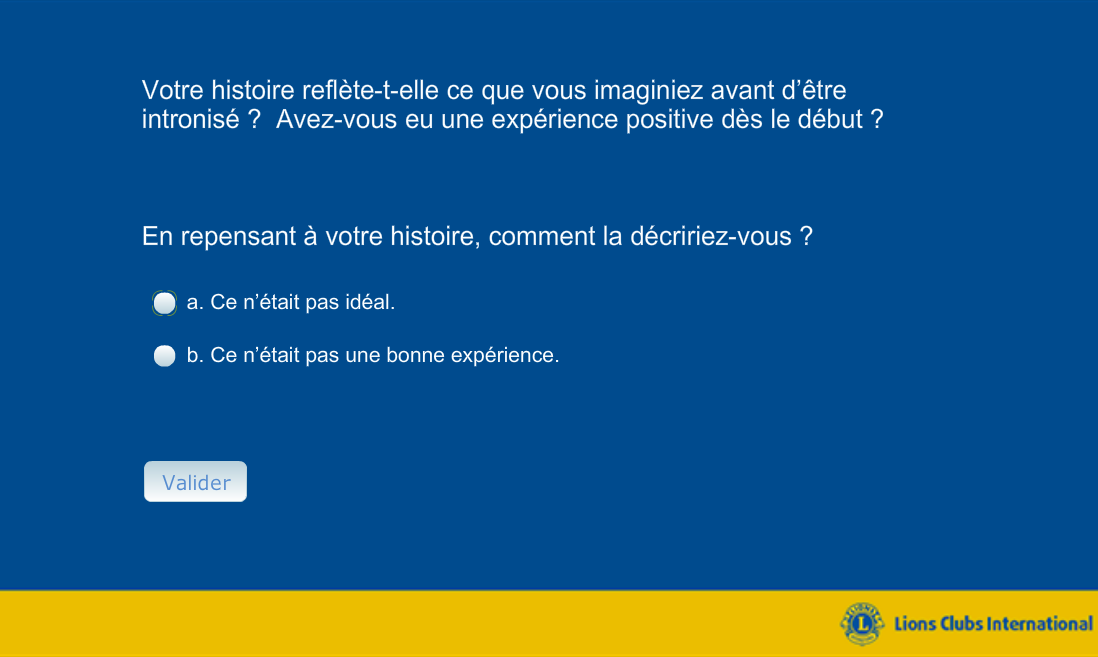 Votre histoire reflète-t-elle ce que vous imaginiez avant d’être
intronisé ?  Avez-vous eu une expérience positive dès le début ?
En repensant à votre histoire, comment la décririez-vous ?
a. Ce n’était pas idéal.
b. Ce n’était pas une bonne expérience.
Valider
LIONS
L
Lions Clubs International